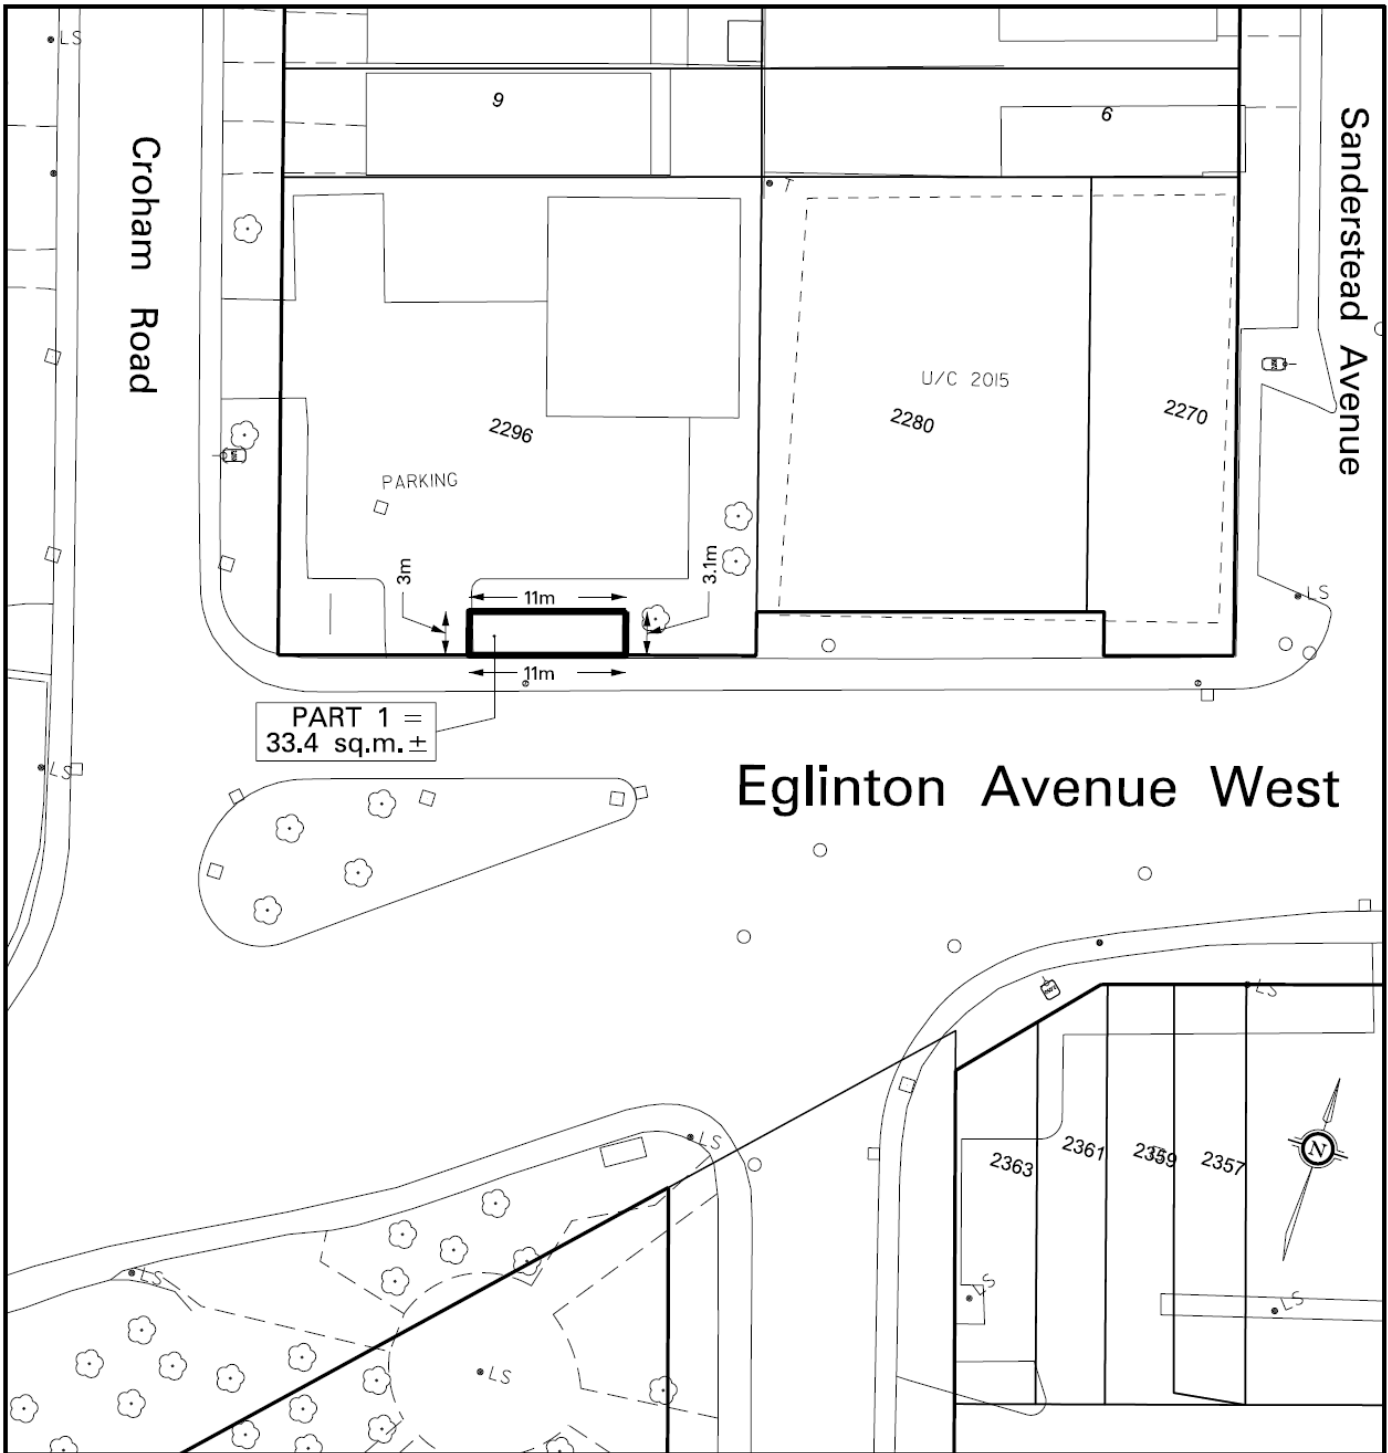 LS
9
6
Croham Road
Sanderstead Avenue
T
U/C 2015
2296
2280
2270
PARKING
3m
11m
3.1m
LS
11m
PART 1 =
33.4 sq.m.±
LS
Eglinton Avenue West
LS
LS
2363
2361
2359
2357
N
LS
LS
LS
LS